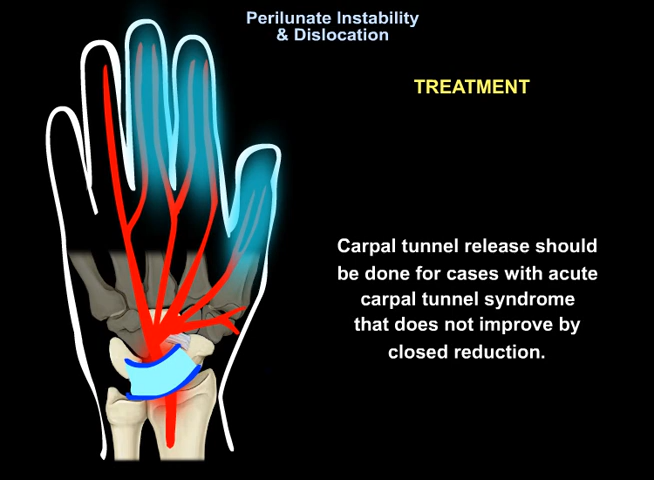 Perilunate Instability
& Dislocation
TREATMENT
Carpal tunnel release should
be done for cases with acute
carpal tunnel syndrome
that does not improve by
closed reduction.